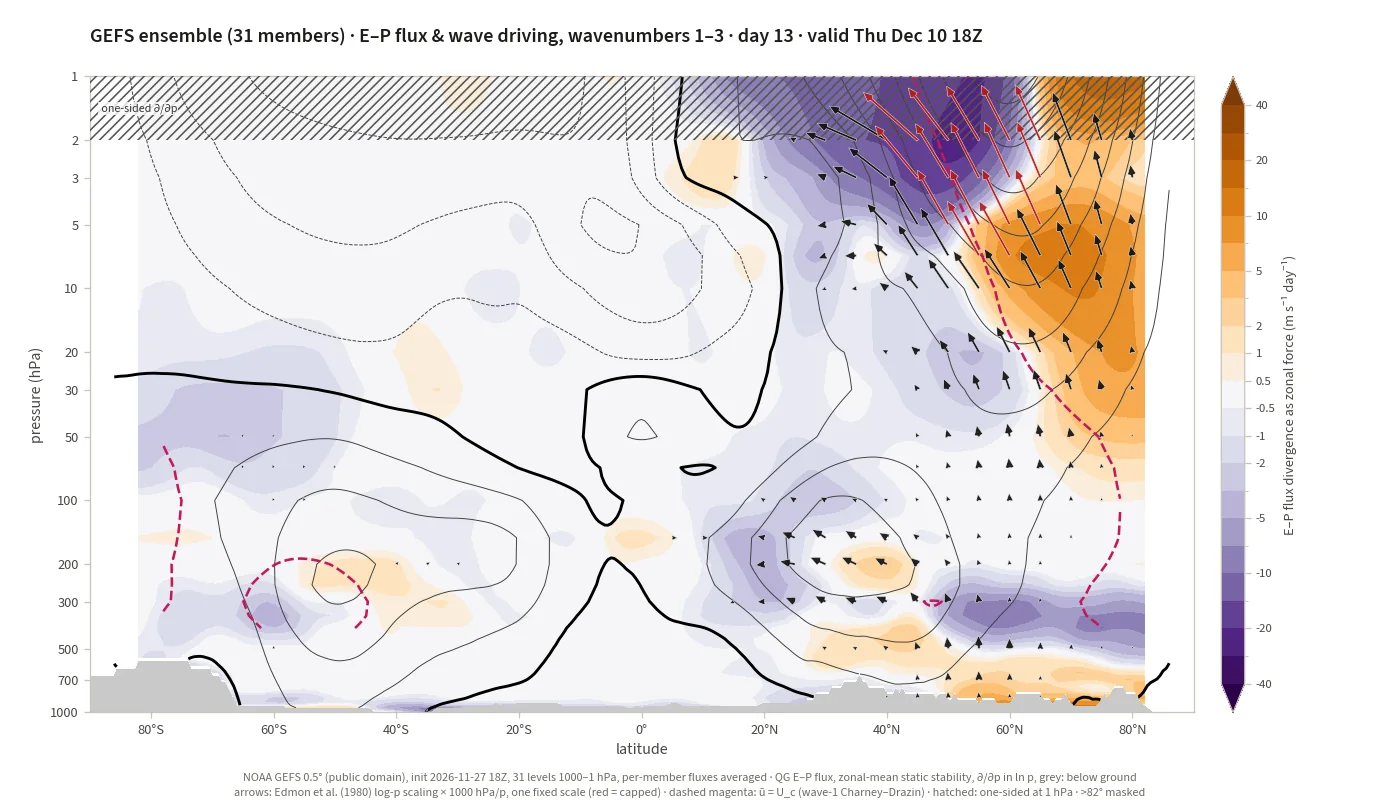 GEFS ensemble (31 members) · E–P flux & wave driving, wavenumbers 1–3 · day 13 · valid Thu Dec 10 18Z
one-sided ∂/∂p
pressure (hPa)
1
2
3
5
10
20
30
50
100
200
300
500
700
1000
80°S
60°S
40°S
20°S
0°
20°N
40°N
60°N
80°N
latitude
40
20
10
5
2
1
0.5
-0.5
-1
-2
-5
-10
-20
-40
E–P flux divergence as zonal force (m s⁻¹ day⁻¹)
NOAA GEFS 0.5° (public domain), init 2026-11-27 18Z, 31 levels 1000–1 hPa, per-member fluxes averaged · QG E–P flux, zonal-mean static stability, ∂/∂p in ln p, grey: below ground
arrows: Edmon et al. (1980) log-p scaling × 1000 hPa/p, one fixed scale (red = capped) · dashed magenta: ū = U_c (wave-1 Charney–Drazin) · hatched: one-sided at 1 hPa · >82° masked